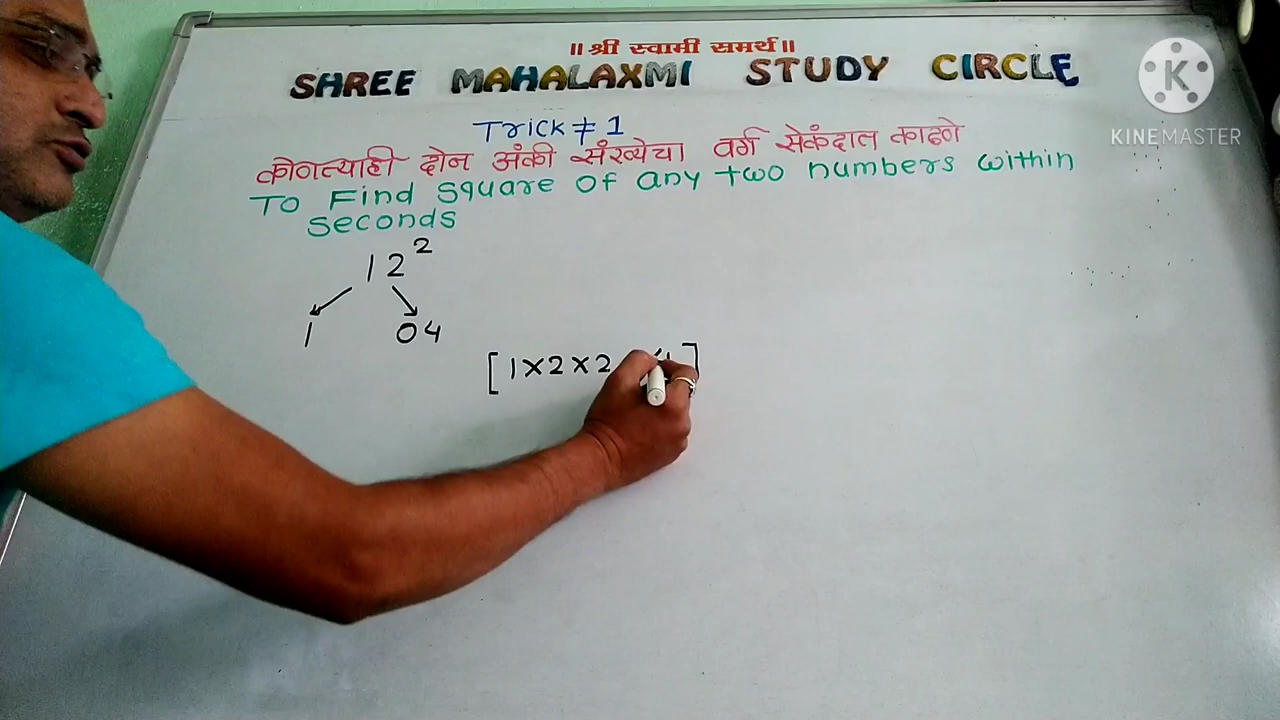 ॥ श्री स्वामी समर्थ ॥
SHREE MAHALAXMI STUDY CIRCLE
Trick ≠ 1
कोणत्याही दोन अंकी संख्येचा वर्ग सेकंदात काढणे
To Find square of any two numbers within
seconds
12²
1 04
[1×2×2 4]
K
KINEMASTER